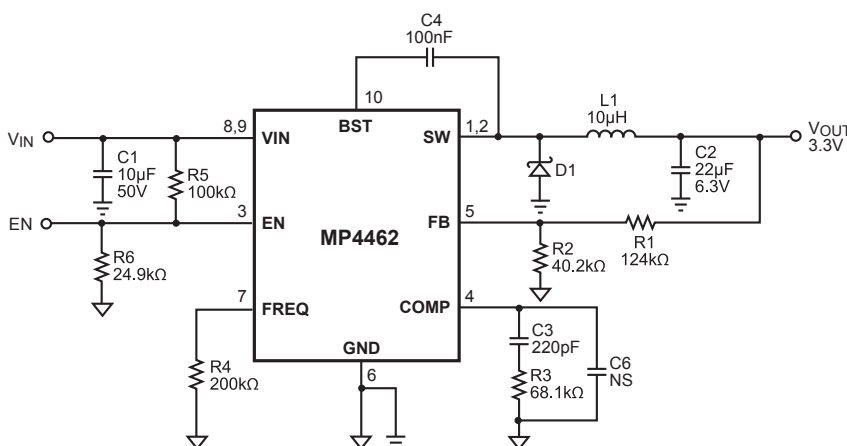 C4
100nF
10
BST
8,9
VIN
SW
1,2
L1
10µH
VIN
VOUT
3.3V
C1
10µF
50V
R5
100kΩ
D1
C2
22µF
6.3V
EN
3
EN
MP4462
FB
5
R1
124kΩ
R2
40.2kΩ
R6
24.9kΩ
7
FREQ
COMP
4
R4
200kΩ
GND
6
C3
220pF
R3
68.1kΩ
C6
NS